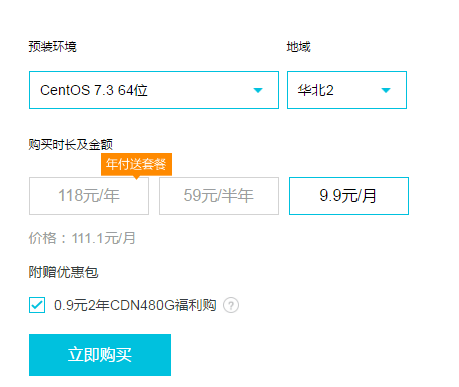 预装环境 地域
CentOS 7.3 64位 华北2
购买时长及金额
年付送套餐
118元/年 59元/半年 9.9元/月
价格：111.1元/月
附赠优惠包
0.9元2年CDN480G福利购 ?
立即购买